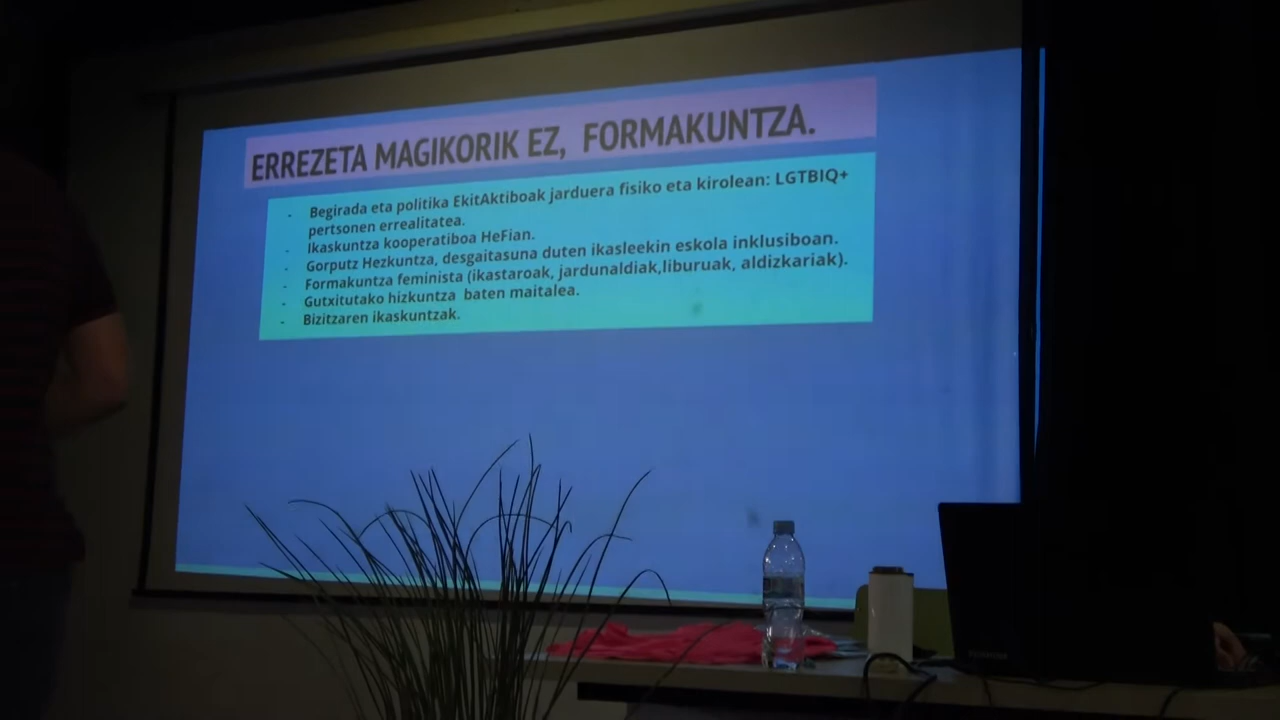 ERREZETA MAGIKORIK EZ, FORMAKUNTZA.
- Begirada eta politika EkitAktiboak jarduera fisiko eta kirolean: LGTBIQ+
pertsonen errealitatea.
- Ikaskuntza kooperatiboa HeFian.
- Gorputz Hezkuntza, desgaitasuna duten ikasleekin eskola inklusiboan.
- Formakuntza feminista (ikastaroak, jardunaldiak,liburuak, aldizkariak).
- Gutxitutako hizkuntza baten maitalea.
- Bizitzaren ikaskuntzak.